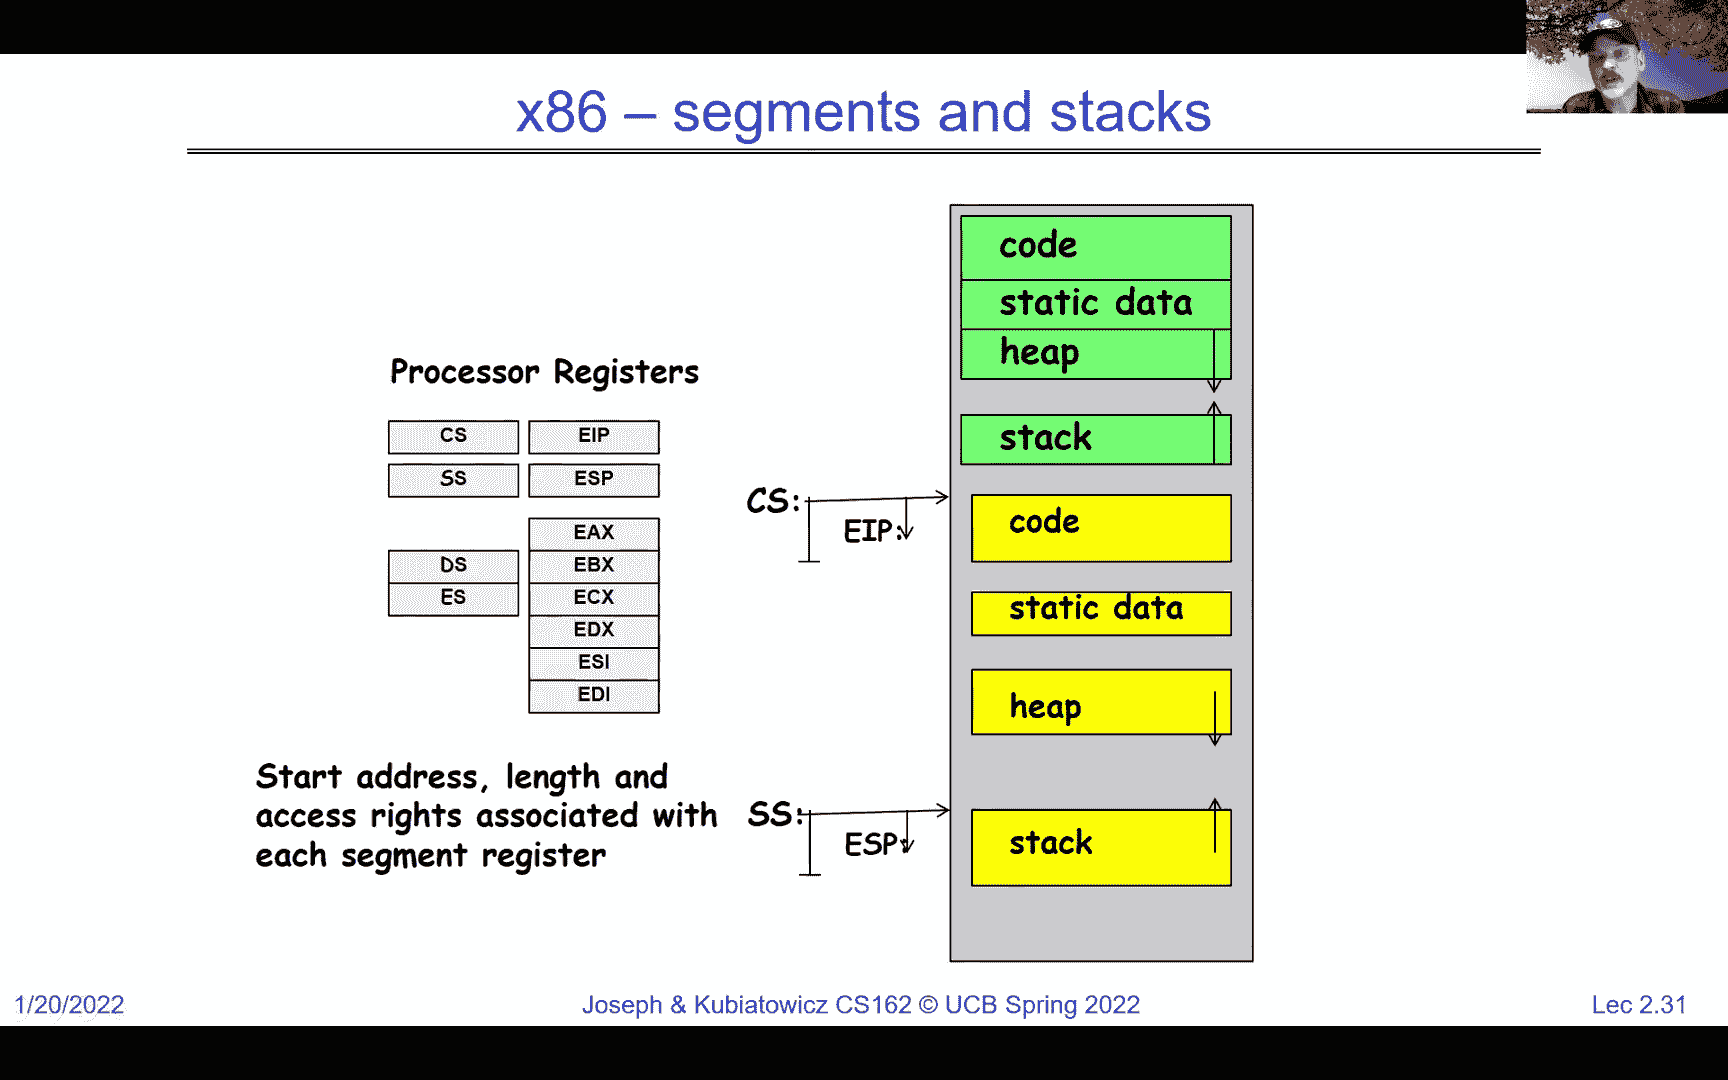 x86 – segments and stacks
code
static data
heap
stack
Processor Registers
CS
EIP
SS
ESP
EAX
DS
EBX
ES
ECX
EDX
ESI
EDI
CS:
EIP:
code
static data
heap
Start address, length and
access rights associated with
each segment register
SS:
ESP:
stack
1/20/2022
Joseph & Kubiatowicz CS162 © UCB Spring 2022
Lec 2.31